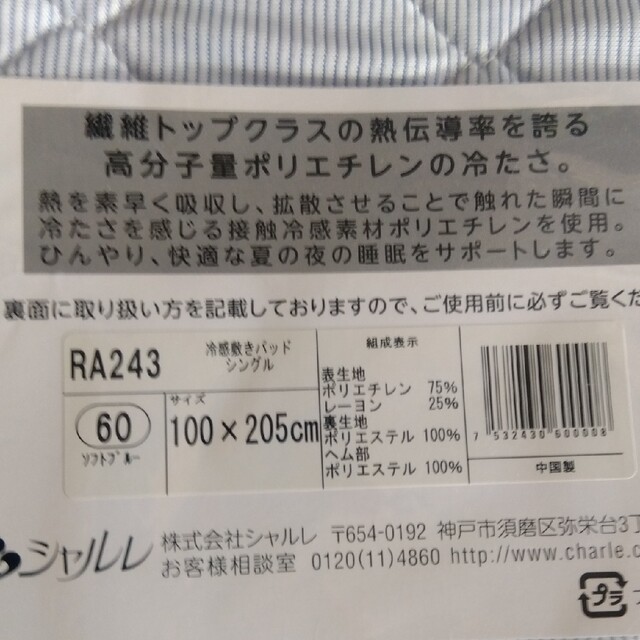 繊維トップクラスの熱伝導率を誇る
高分子量ポリエチレンの冷たさ。
熱を素早く吸収し、拡散させることで触れた瞬間に
冷たさを感じる接触冷感素材ポリエチレンを使用。
ひんやり、快適な夏の夜の睡眠をサポートします。
裏面に取り扱い方を記載しておりますので、ご使用前に必ずご覧くだ
RA243
冷感敷きパッド
シングル
60
ソフトブルー
サイズ
100×205cm
組成表示
表生地
ポリエチレン 75%
レーヨン 25%
裏生地
ポリエステル 100%
ヘム部
ポリエステル 100%
7 532430 600008
中国製
シャルレ
株式会社シャルレ 〒654-0192 神戸市須磨区弥栄台3丁
お客様相談室 0120(11)4860 http://www.charle.c
プラ